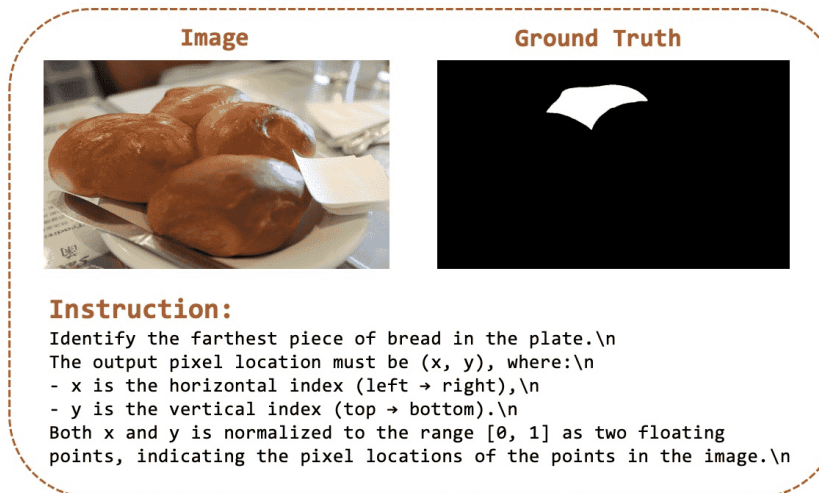 Image
Ground Truth
Instruction:
Identify the farthest piece of bread in the plate.\n
The output pixel location must be (x, y), where:\n
- x is the horizontal index (left → right),\n
- y is the vertical index (top → bottom).\n
Both x and y is normalized to the range [0, 1] as two floating
points, indicating the pixel locations of the points in the image.\n